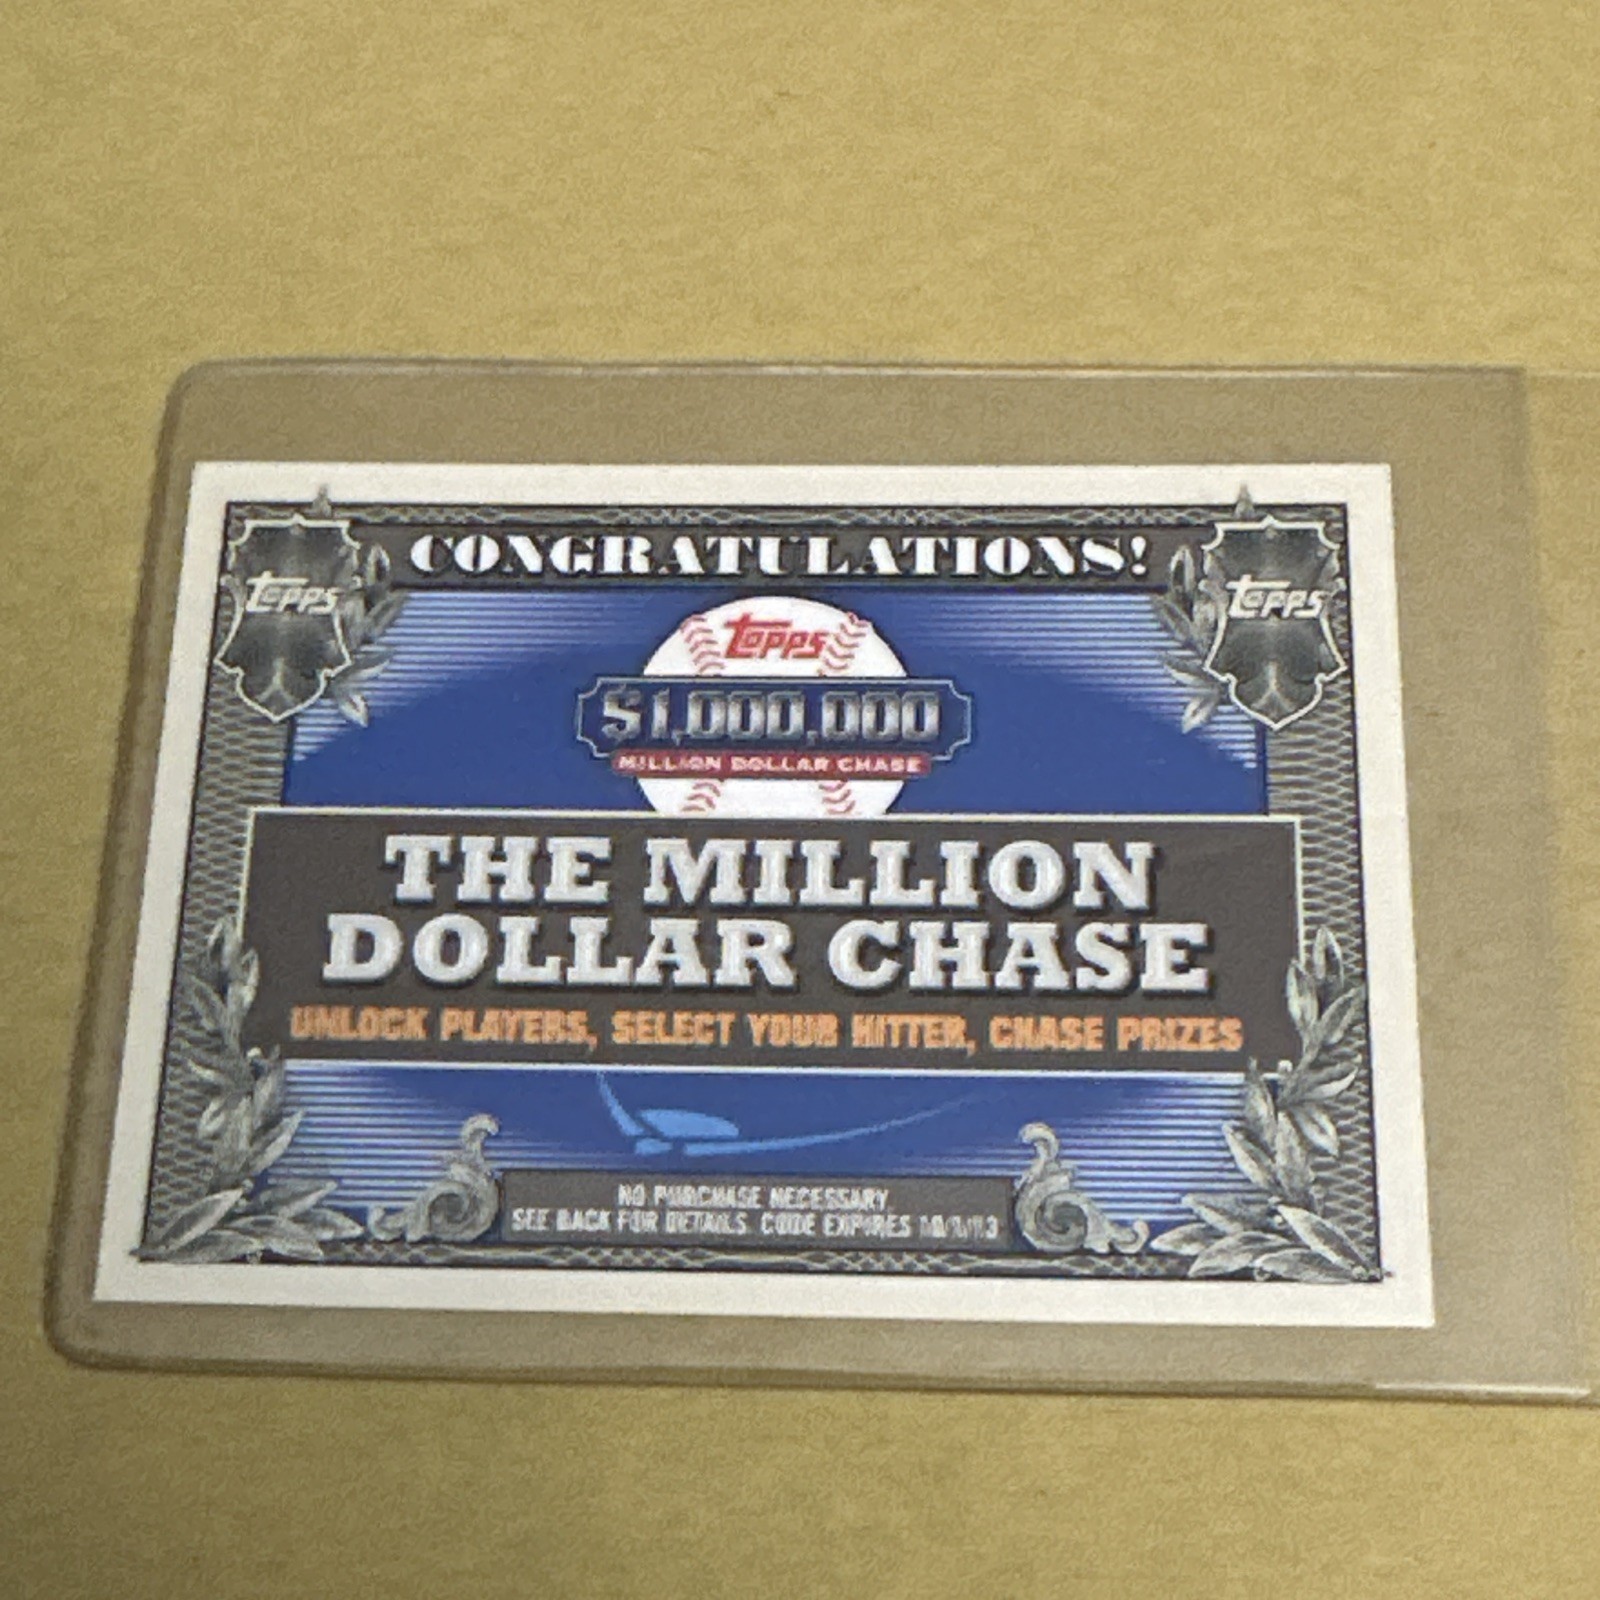 CONGRATULATIONS!
Topps
Topps
Topps
$1,000,000
MILLION DOLLAR CHASE
THE MILLION
DOLLAR CHASE
UNLOCK PLAYERS, SELECT YOUR HITTER, CHASE PRIZES
NO PURCHASE NECESSARY
SEE BACK FOR DETAILS. CODE EXPIRES